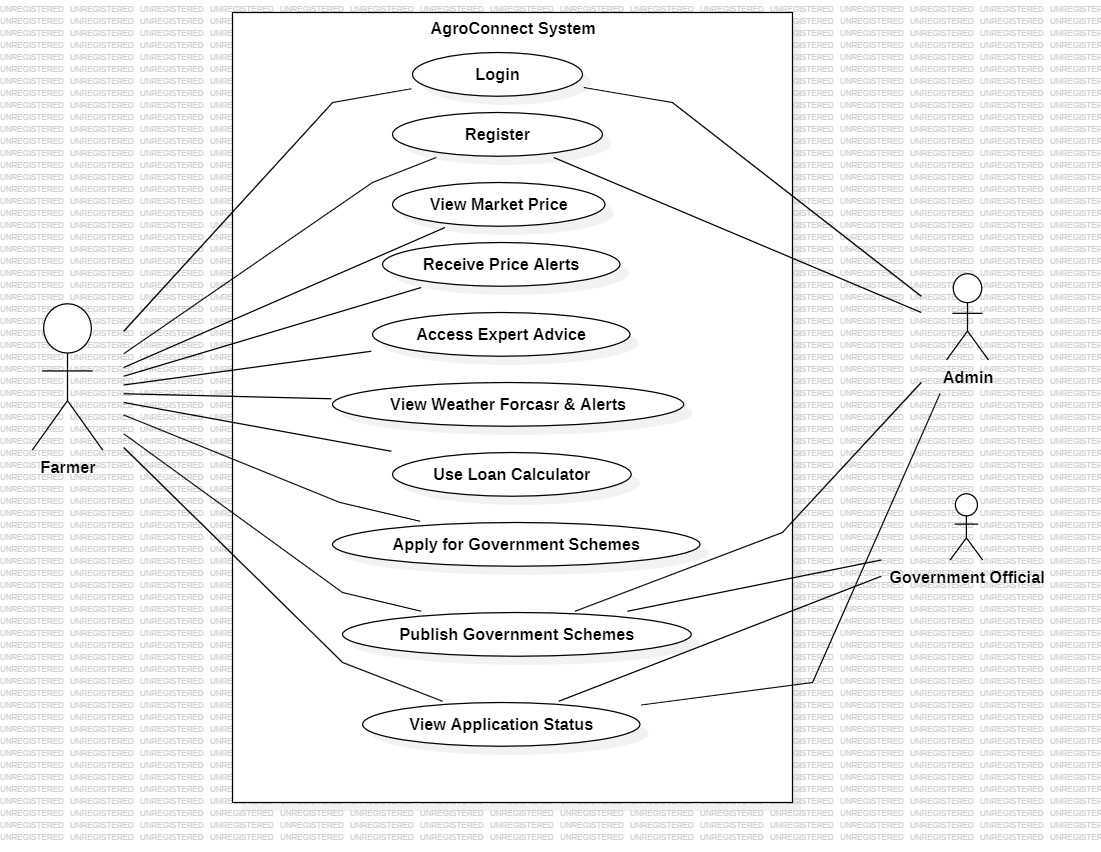 AgroConnect System
Login
Register
View Market Price
Receive Price Alerts
Access Expert Advice
View Weather Forcasr & Alerts
Use Loan Calculator
Apply for Government Schemes
Publish Government Schemes
View Application Status
Farmer
Admin
Government Official
UNREGISTERED